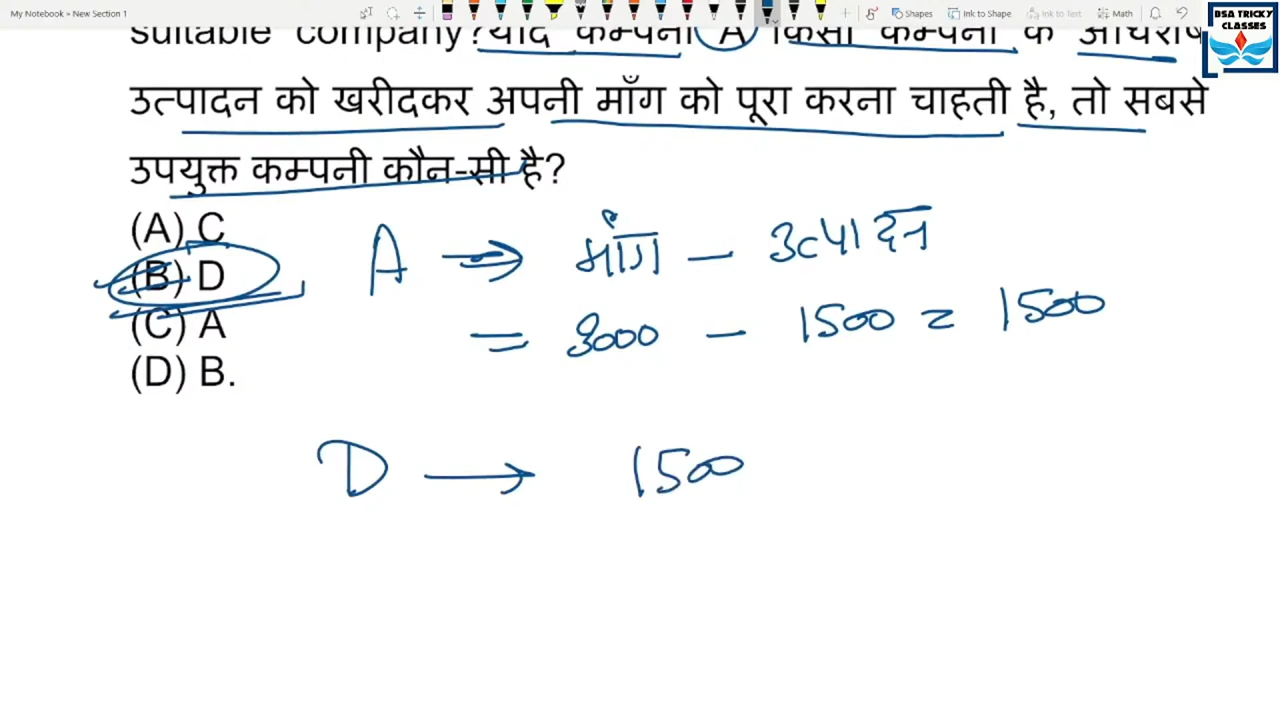 My Notebook » New Section 1
Shapes Ink to Shape Ink to Text Math
BSA TRICKY
CLASSES
suitable company?यदि कम्पनी A किसी कम्पनी के अधिशेष
उत्पादन को खरीदकर अपनी माँग को पूरा करना चाहती है, तो सबसे
उपयुक्त कम्पनी कौन-सी है?
(A) C
(B) D
(C) A
(D) B.
A → माँग - उत्पादन
= 3000 - 1500 = 1500
D → 1500